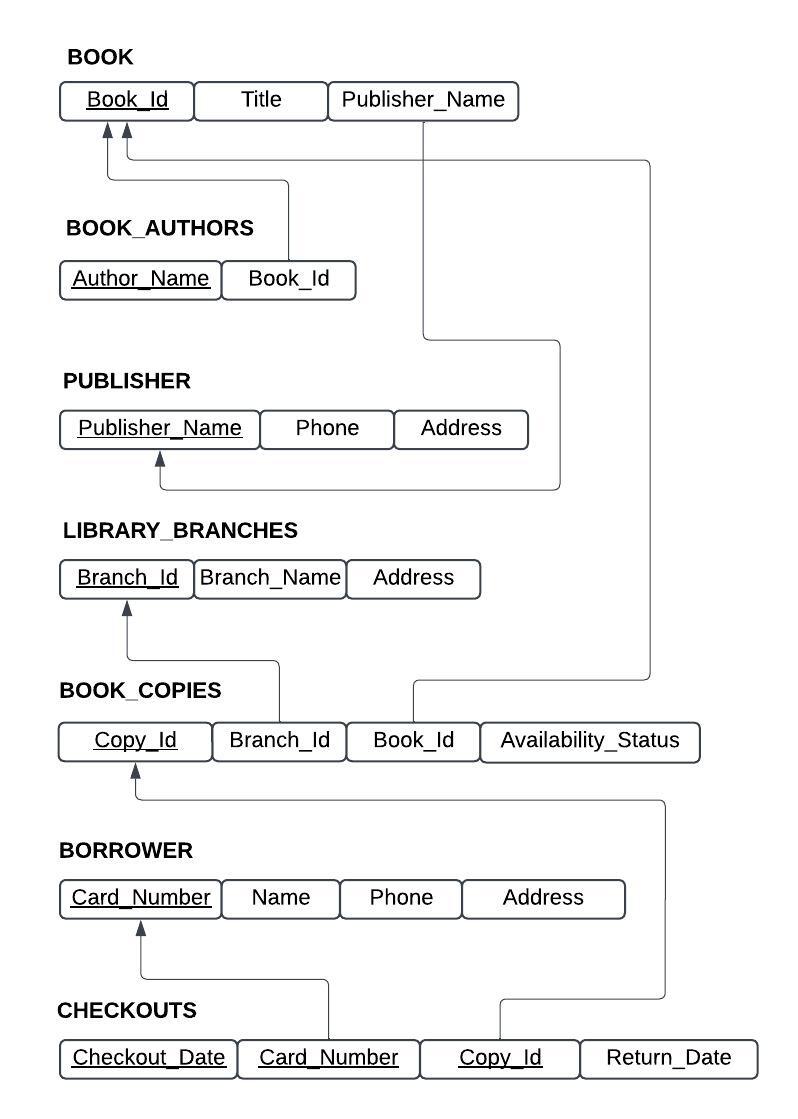 BOOK
Book_Id Title Publisher_Name
BOOK_AUTHORS
Author_Name Book_Id
PUBLISHER
Publisher_Name Phone Address
LIBRARY_BRANCHES
Branch_Id Branch_Name Address
BOOK_COPIES
Copy_Id Branch_Id Book_Id Availability_Status
BORROWER
Card_Number Name Phone Address
CHECKOUTS
Checkout_Date Card_Number Copy_Id Return_Date